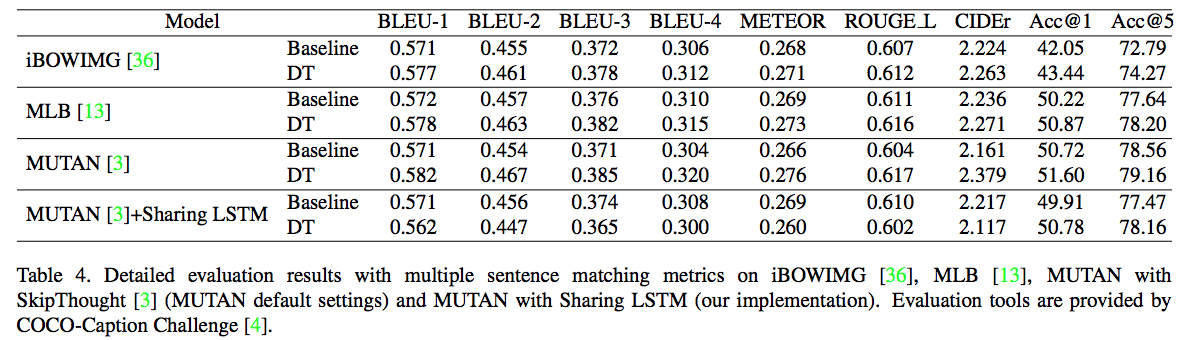 Model BLEU-1 BLEU-2 BLEU-3 BLEU-4 METEOR ROUGE_L CIDEr Acc@1 Acc@5
iBOWIMG [36] Baseline 0.571 0.455 0.372 0.306 0.268 0.607 2.224 42.05 72.79
DT 0.577 0.461 0.378 0.312 0.271 0.612 2.263 43.44 74.27
MLB [13] Baseline 0.572 0.457 0.376 0.310 0.269 0.611 2.236 50.22 77.64
DT 0.578 0.463 0.382 0.315 0.273 0.616 2.271 50.87 78.20
MUTAN [3] Baseline 0.571 0.454 0.371 0.304 0.266 0.604 2.161 50.72 78.56
DT 0.582 0.467 0.385 0.320 0.276 0.617 2.379 51.60 79.16
MUTAN [3]+Sharing LSTM Baseline 0.571 0.456 0.374 0.308 0.269 0.610 2.217 49.91 77.47
DT 0.562 0.447 0.365 0.300 0.260 0.602 2.117 50.78 78.16
Table 4. Detailed evaluation results with multiple sentence matching metrics on iBOWIMG [36], MLB [13], MUTAN with
SkipThought [3] (MUTAN default settings) and MUTAN with Sharing LSTM (our implementation). Evaluation tools are provided by
COCO-Caption Challenge [4].